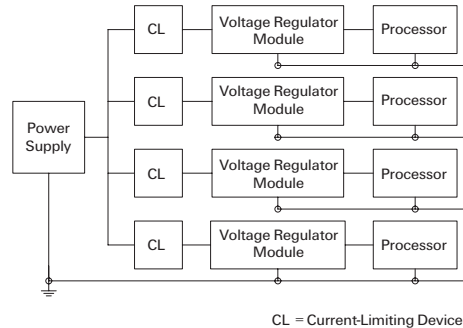 CL
Voltage Regulator
Module
Processor
CL
Voltage Regulator
Module
Processor
Power
Supply
CL
Voltage Regulator
Module
Processor
CL
Voltage Regulator
Module
Processor
CL = Current-Limiting Device